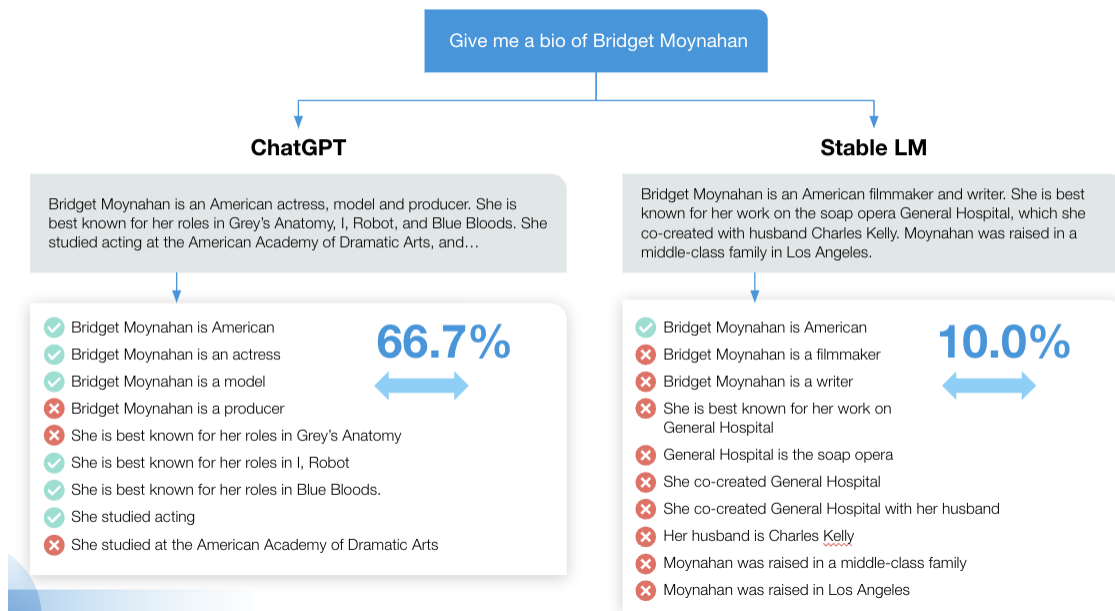 Give me a bio of Bridget Moynahan
ChatGPT
Bridget Moynahan is an American actress, model and producer. She is
best known for her roles in Grey's Anatomy, I, Robot, and Blue Bloods. She
studied acting at the American Academy of Dramatic Arts, and…
Bridget Moynahan is American
Bridget Moynahan is an actress
Bridget Moynahan is a model
Bridget Moynahan is a producer
She is best known for her roles in Grey's Anatomy
She is best known for her roles in I, Robot
She is best known for her roles in Blue Bloods.
She studied acting
She studied at the American Academy of Dramatic Arts
66.7%
Stable LM
Bridget Moynahan is an American filmmaker and writer. She is best
known for her work on the soap opera General Hospital, which she
co-created with husband Charles Kelly. Moynahan was raised in a
middle-class family in Los Angeles.
Bridget Moynahan is American
Bridget Moynahan is a filmmaker
Bridget Moynahan is a writer
She is best known for her work on
General Hospital
General Hospital is the soap opera
She co-created General Hospital
She co-created General Hospital with her husband
Her husband is Charles Kelly
Moynahan was raised in a middle-class family
Moynahan was raised in Los Angeles
10.0%